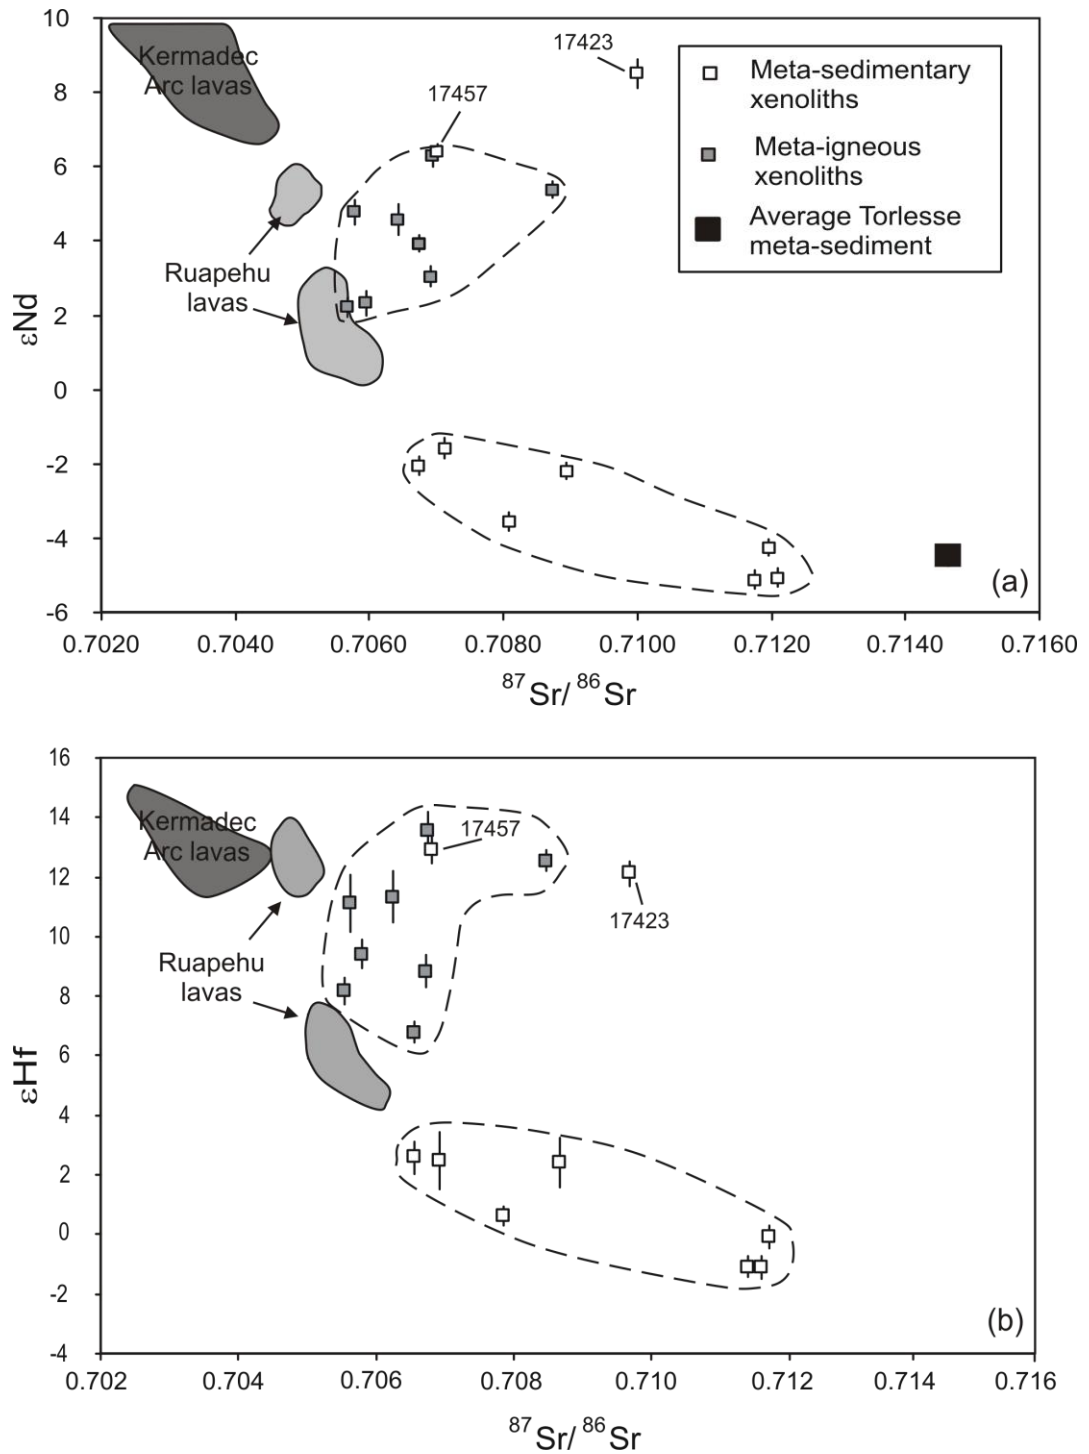 10
8
6
4
2
0
-2
-4
-6
εNd
Kermadec
Arc lavas
17457
17423
Ruapehu
lavas
Meta-sedimentary
xenoliths
Meta-igneous
xenoliths
Average Torlesse
meta-sediment
(a)
0.7020 0.7040 0.7060 0.7080 0.7100 0.7120 0.7140 0.7160
⁸⁷Sr/ ⁸⁶Sr
16
14
12
10
8
6
4
2
0
-2
-4
εHf
Kermadec
Arc lavas
17457
17423
Ruapehu
lavas
(b)
0.702 0.704 0.706 0.708 0.710 0.712 0.714 0.716
⁸⁷Sr/ ⁸⁶Sr